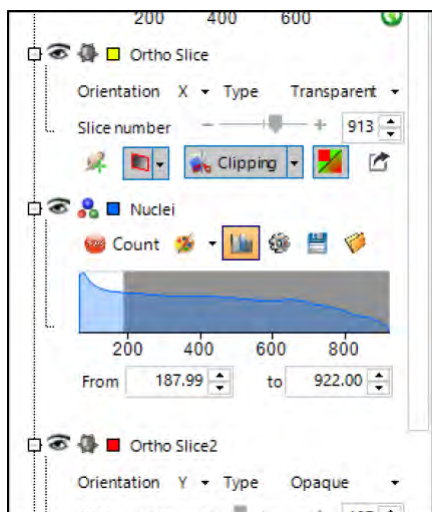 200 400 600
Ortho Slice
Orientation X Type Transparent
Slice number 913
Clipping
Nuclei
Count
200 400 600 800
From 187.99 to 922.00
Ortho Slice2
Orientation Y Type Opaque